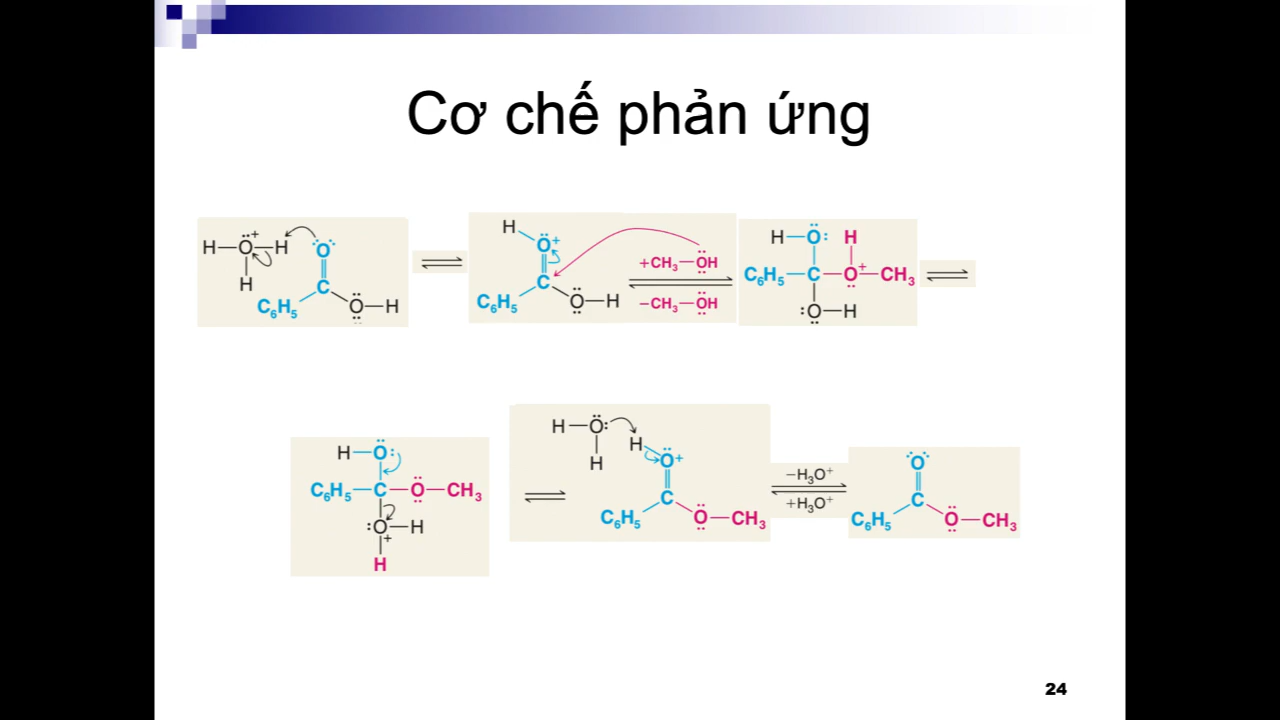 Cơ chế phản ứng
H—Ö⁺—H
H
O
C
C₆H₅
Ö—H
H
Ö⁺
C
C₆H₅
Ö—H
+CH₃—ÖH
−CH₃—ÖH
H—Ö: H
C₆H₅—C—O⁺—CH₃
:O—H
H—Ö:
C₆H₅—C—Ö—CH₃
:O—H
+
H
H—Ö:
H
H
Ö⁺
C
C₆H₅
Ö—CH₃
−H₃O⁺
+H₃O⁺
O
C
C₆H₅
Ö—CH₃
24